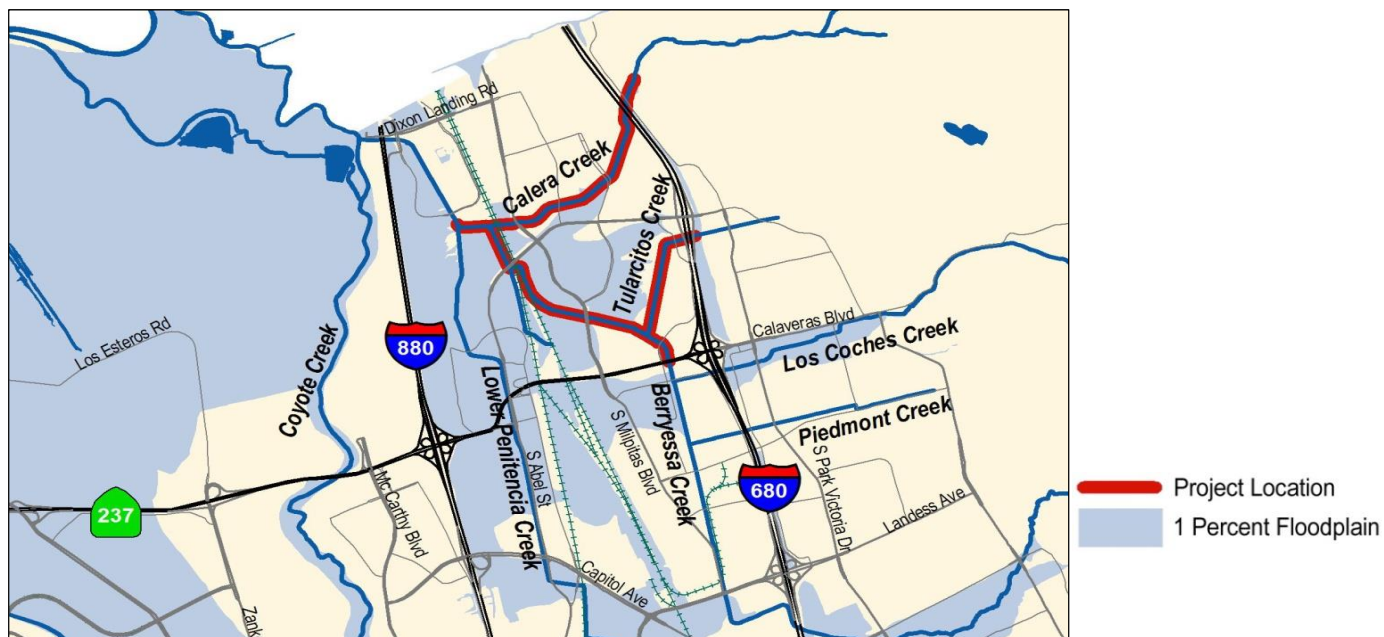 Dixon Landing Rd
Calera Creek
Tularcitos Creek
Los Esteros Rd
Coyote Creek
880
Calaveras Blvd
Los Coches Creek
Lower Penitencia Creek
S Abel St
S Milpitas Blvd
Berryessa Creek
Piedmont Creek
237
Mc Carthy Blvd
680
S Park Victoria Dr
Landess Ave
Zank
Capitol Ave
Project Location
1 Percent Floodplain